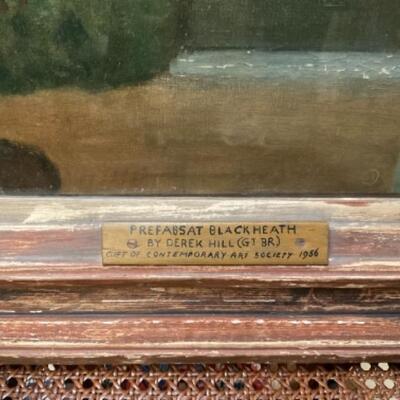 PREFABS AT BLACKHEATH
BY DEREK HILL (GT BR)
GIFT OF CONTEMPORARY ART SOCIETY 1956